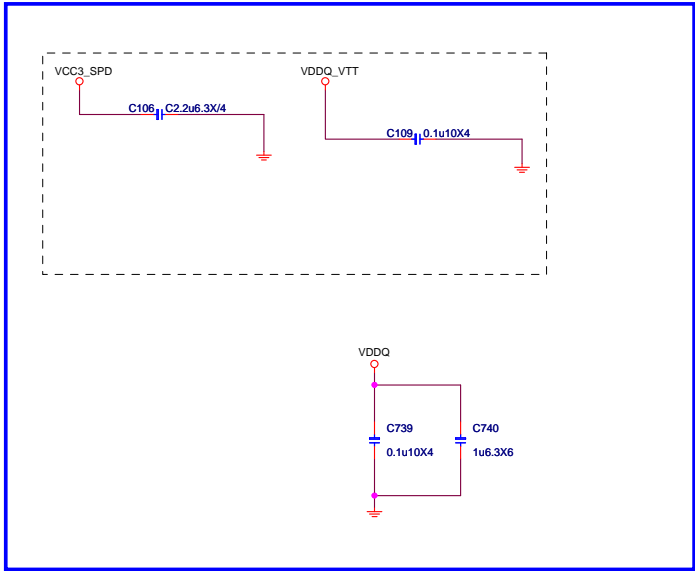 VCC3_SPD
VDDQ_VTT
C106 C2.2u6.3X/4
C109 0.1u10X4
VDDQ
C739
C740
0.1u10X4
1u6.3X6